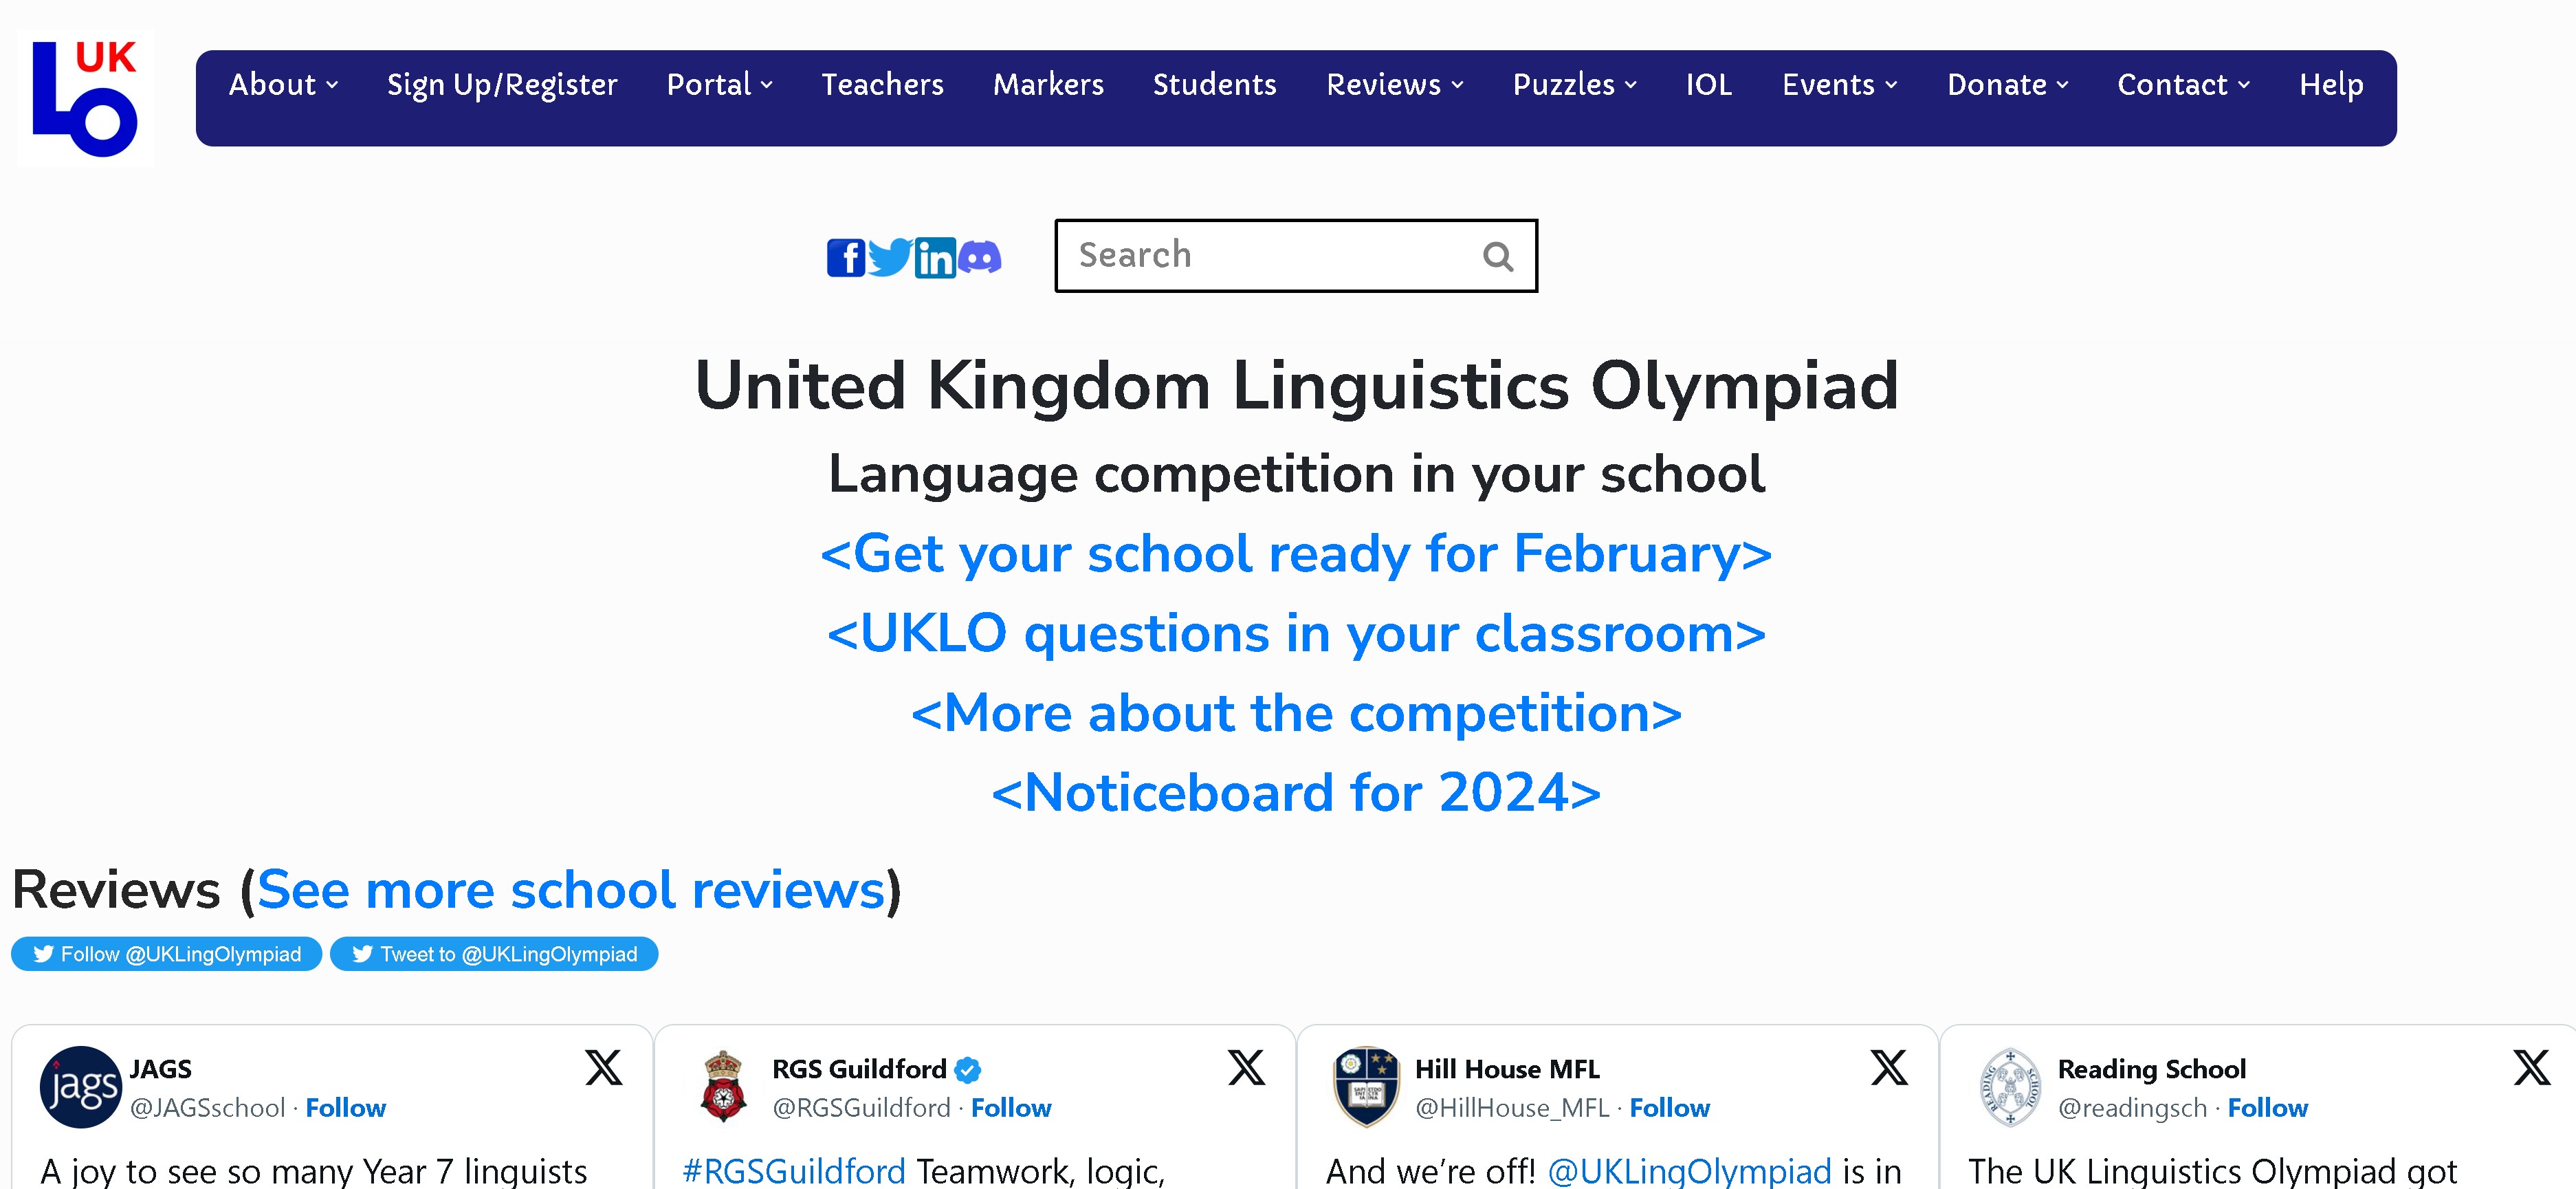 UK
LO
About Sign Up/Register Portal Teachers Markers Students Reviews Puzzles IOL Events Donate Contact Help
Search
United Kingdom Linguistics Olympiad
Language competition in your school
<Get your school ready for February>
<UKLO questions in your classroom>
<More about the competition>
<Noticeboard for 2024>
Reviews (See more school reviews)
Follow @UKLingOlympiad Tweet to @UKLingOlympiad
jags
JAGS
@JAGSschool · Follow
A joy to see so many Year 7 linguists
RGS Guildford
@RGSGuildford · Follow
#RGSGuildford Teamwork, logic,
Hill House MFL
@HillHouse_MFL · Follow
And we’re off! @UKLingOlympiad is in
READING SCHOOL
Reading School
@readingsch · Follow
The UK Linguistics Olympiad got